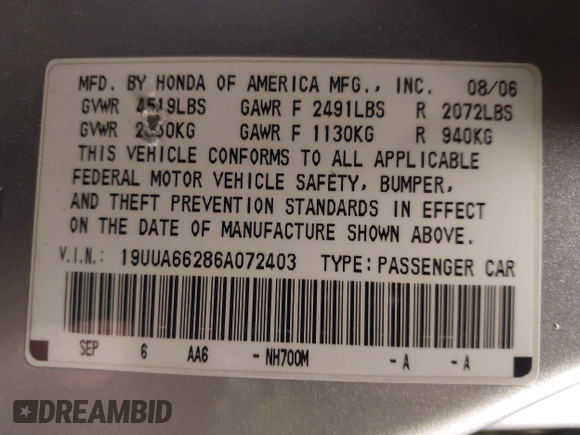 MFD. BY HONDA OF AMERICA MFG., INC. 08/06
GVWR 4519LBS GAWR F 2491LBS R 2072LBS
GVWR GAWR F 1130KG R 940KG
THIS VEHICLE CONFORMS TO ALL APPLICABLE
FEDERAL MOTOR VEHICLE SAFETY, BUMPER,
AND THEFT PREVENTION STANDARDS IN EFFECT
ON THE DATE OF MANUFACTURE SHOWN ABOVE.
V.I.N.: 19UUA66286A072403 TYPE: PASSENGER CAR
SEP 6 AA6 - NH700M - A - A
DREAMBID